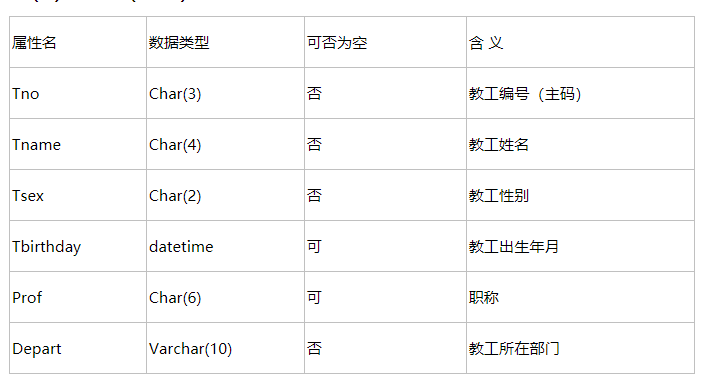 属性名 数据类型 可否为空 含 义
Tno Char(3) 否 教工编号（主码）
Tname Char(4) 否 教工姓名
Tsex Char(2) 否 教工性别
Tbirthday datetime 可 教工出生年月
Prof Char(6) 可 职称
Depart Varchar(10) 否 教工所在部门